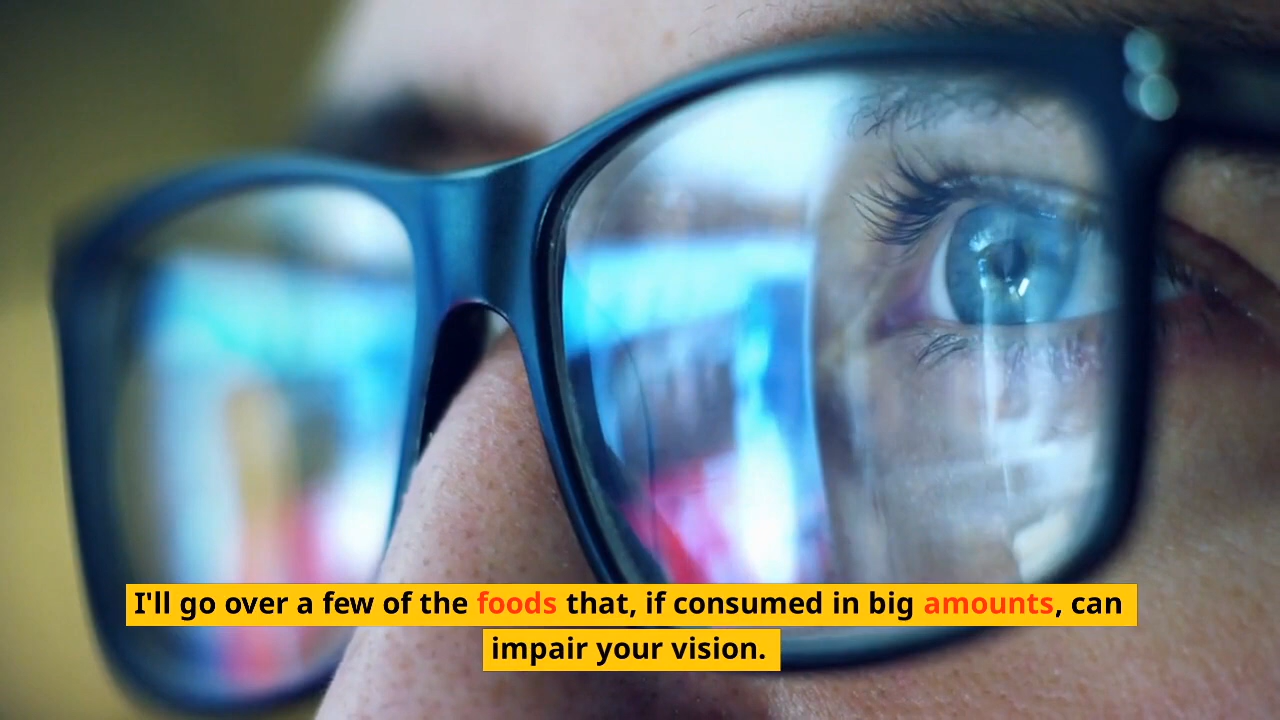 I'll go over a few of the foods that, if consumed in big amounts, can
impair your vision.